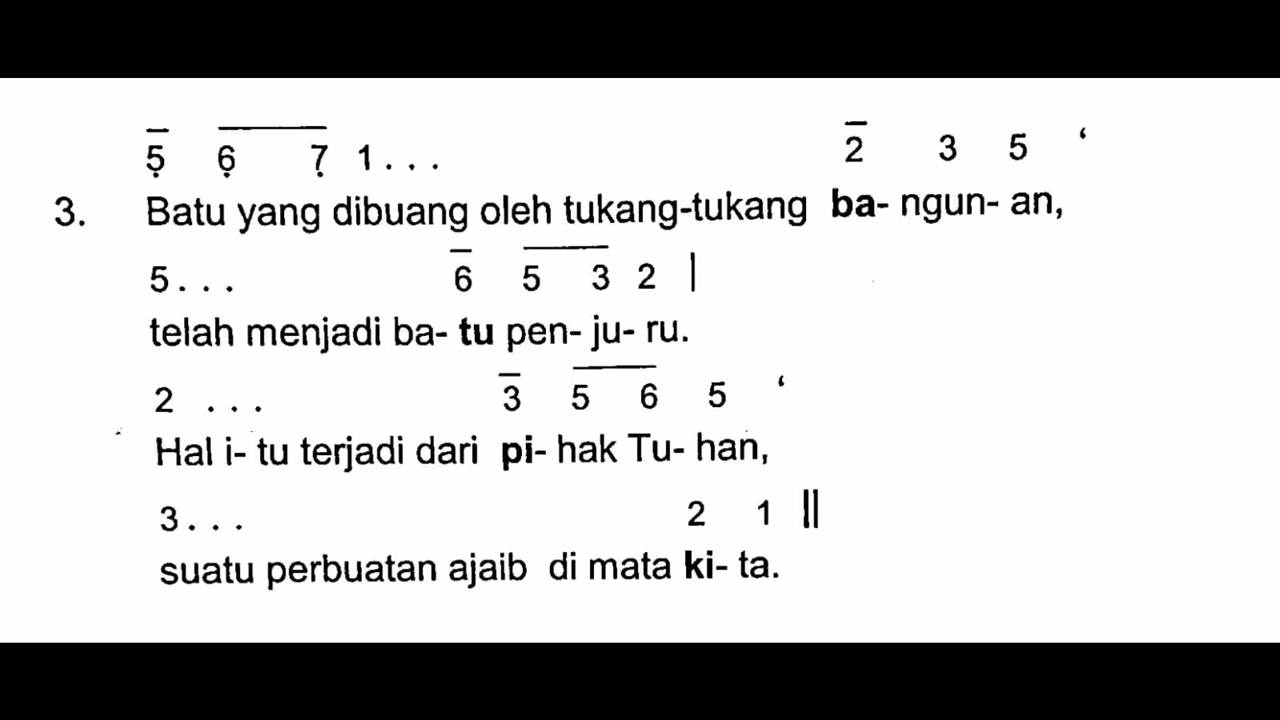 5̣ 6̣ 7̣ 1 . . . 2 3 5 ‘
3. Batu yang dibuang oleh tukang-tukang ba- ngun- an,
5 . . . 6 5 3 2 |
telah menjadi ba- tu pen- ju- ru.
2 . . . 3 5 6 5 ‘
Hal i- tu terjadi dari pi- hak Tu- han,
3 . . . 2 1 ||
suatu perbuatan ajaib di mata ki- ta.